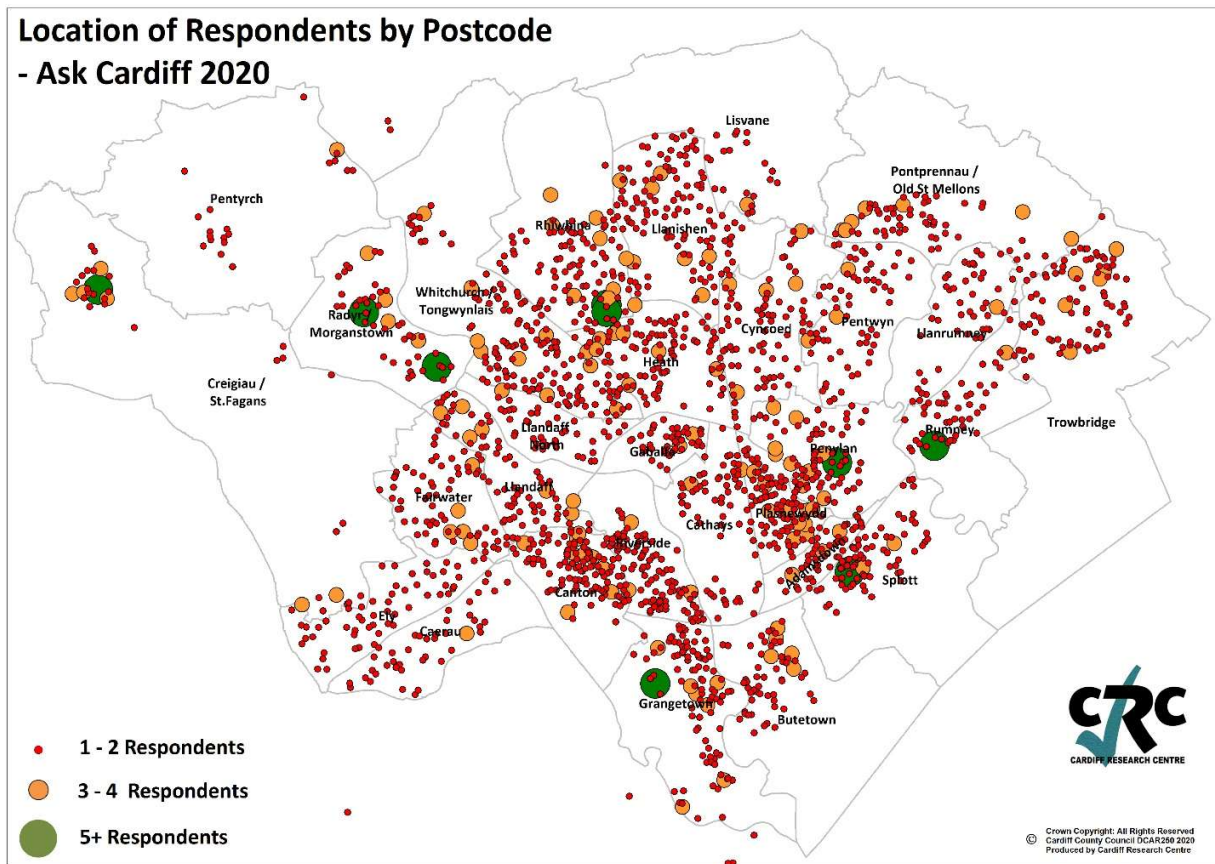 Location of Respondents by Postcode
- Ask Cardiff 2020
Lisvane
Pontprennau /
Old St Mellons
Pentyrch
Rhiwbina
Llanishen
Whitchurch /
Tongwynlais
Radyr
Morganstown
Cyncoed
Pentwyn
Llanrumney
Heath
Creigiau /
St.Fagans
Trowbridge
Llandaff
North
Rumney
Gabalfa
Penylan
Llandaff
Fairwater
Plasnewydd
Cathays
Riverside
Adamsdown
Splott
Canton
Ely
Caerau
Grangetown
Butetown
1 - 2 Respondents
3 - 4 Respondents
5+ Respondents
CRC
CARDIFF RESEARCH CENTRE
© Crown Copyright: All Rights Reserved
Cardiff County Council DCAR260 2020
Produced by Cardiff Research Centre